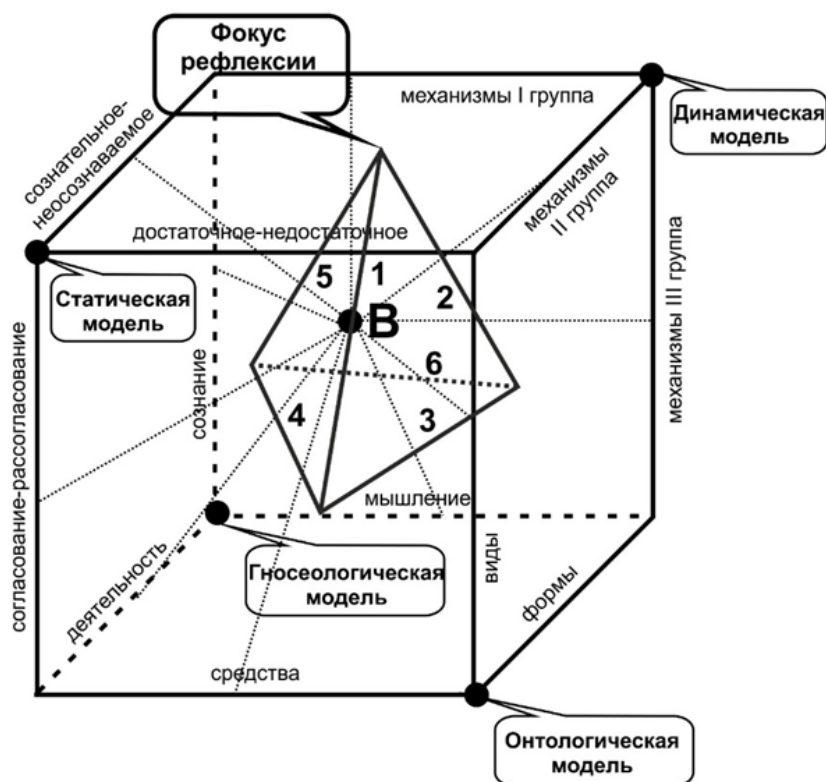 Фокус
рефлексии
механизмы I группа
Динамическая
модель
сознательное-
неосознаваемое
механизмы
II группа
достаточное-недостаточное
5
1
2
Статическая
модель
В
механизмы III группа
6
сознание
4
3
согласование-рассогласование
мышление
деятельность
Гносеологическая
модель
виды
формы
средства
Онтологическая
модель